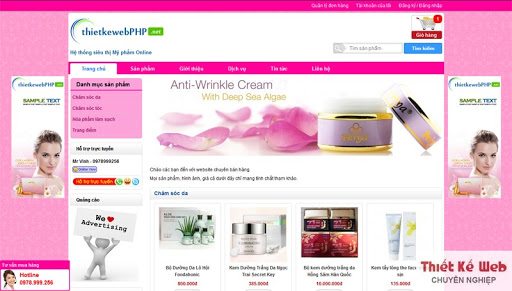 Quản lý đơn hàng Tài khoản của tôi Đăng ký / Đăng nhập
thietkewebPHP .net
Hệ thống siêu thị Mỹ phẩm Online
1
Giỏ hàng
Tìm sản phẩm
Tìm kiếm
Trang chủ Sản phẩm Giới thiệu Dịch vụ Tin tức Liên hệ
thietkewebPHP
SAMPLE TEXT
Danh mục sản phẩm
Chăm sóc da
Chăm sóc tóc
Hóa phẩm làm sạch
Trang điểm
Hỗ trợ trực tuyến
Mr Vinh - 0978999256
Hỗ trợ trực tuyến
Quảng cáo
We ❤
Advertising
Anti-Wrinkle Cream
With Deep Sea Algae
Chào các bạn đến với website chuyên bán hàng.
Mọi sản phẩm, hình ảnh, giá cả dưới đây chỉ mang tính chất tham khảo.
Chăm sóc da
Bộ Dưỡng Da Lô Hội
Foodaholic
800.000đ
Kem Dưỡng Trắng Da Ngọc
Trai Secret Key
385.000đ
Bộ kem dưỡng trắng da
Hồng Sâm Hàn Quốc
10.000.000đ
Kem tẩy lông the face
135.000đ
thietkewebPHP
SAMPLE TEXT
Tư vấn mua hàng
Hotline
0978.999.256
Thiết Kế Web
CHUYÊN NGHIỆP